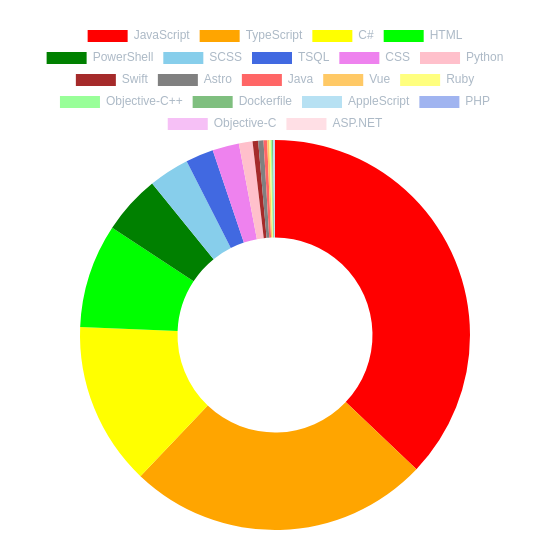 JavaScript TypeScript C# HTML
PowerShell SCSS TSQL CSS Python
Swift Astro Java Vue Ruby
Objective-C++ Dockerfile AppleScript PHP
Objective-C ASP.NET